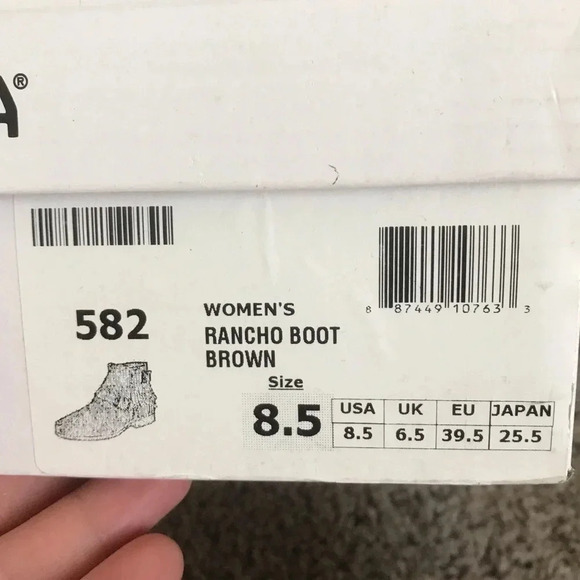 A®
582
WOMEN'S
RANCHO BOOT
BROWN
Size
8.5
USA UK EU JAPAN
8.5 6.5 39.5 25.5
8 87449 10763 3